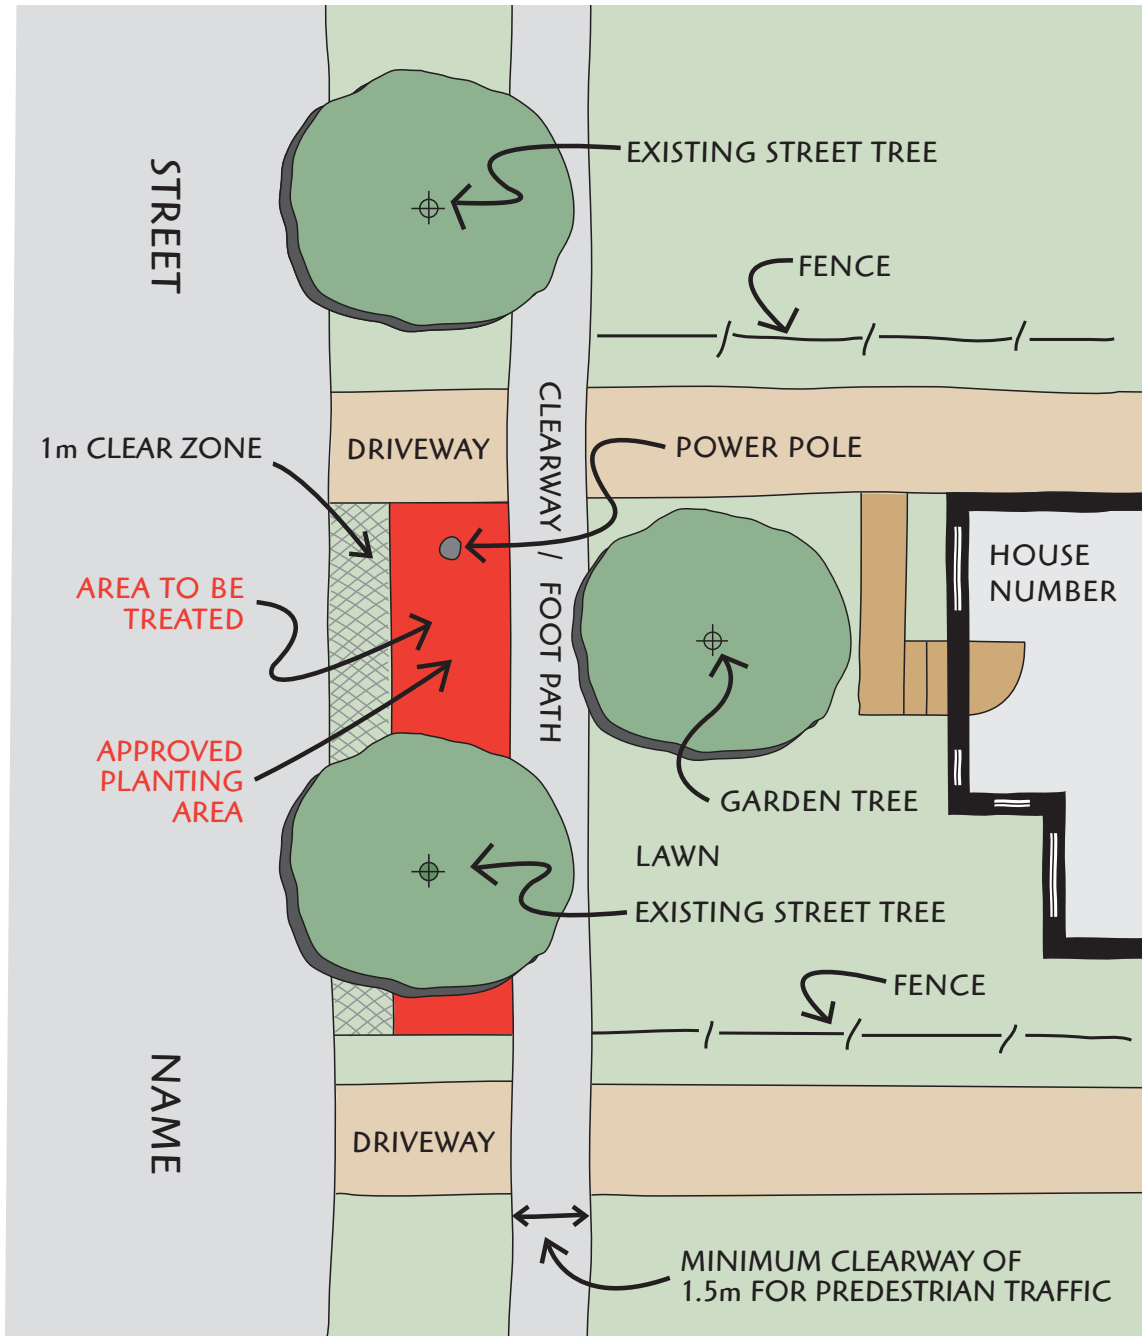 STREET
EXISTING STREET TREE
FENCE
1m CLEAR ZONE
DRIVEWAY
CLEARWAY / FOOT PATH
POWER POLE
HOUSE
NUMBER
AREA TO BE
TREATED
APPROVED
PLANTING
AREA
GARDEN TREE
LAWN
EXISTING STREET TREE
FENCE
NAME
DRIVEWAY
MINIMUM CLEARWAY OF
1.5m FOR PREDESTRIAN TRAFFIC